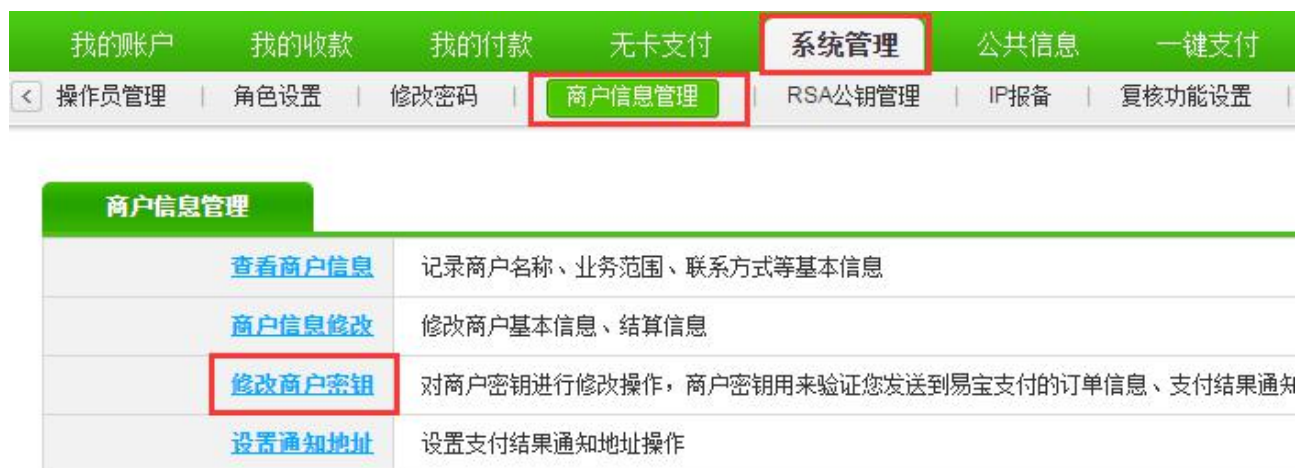 我的账户 我的收款 我的付款 无卡支付 系统管理 公共信息 一键支付
操作员管理 | 角色设置 | 修改密码 | 商户信息管理 | RSA公钥管理 | IP报备 | 复核功能设置 |
商户信息管理
查看商户信息 记录商户名称、业务范围、联系方式等基本信息
商户信息修改 修改商户基本信息、结算信息
修改商户密钥 对商户密钥进行修改操作，商户密钥用来验证您发送到易宝支付的订单信息、支付结果通知
设置通知地址 设置支付结果通知地址操作